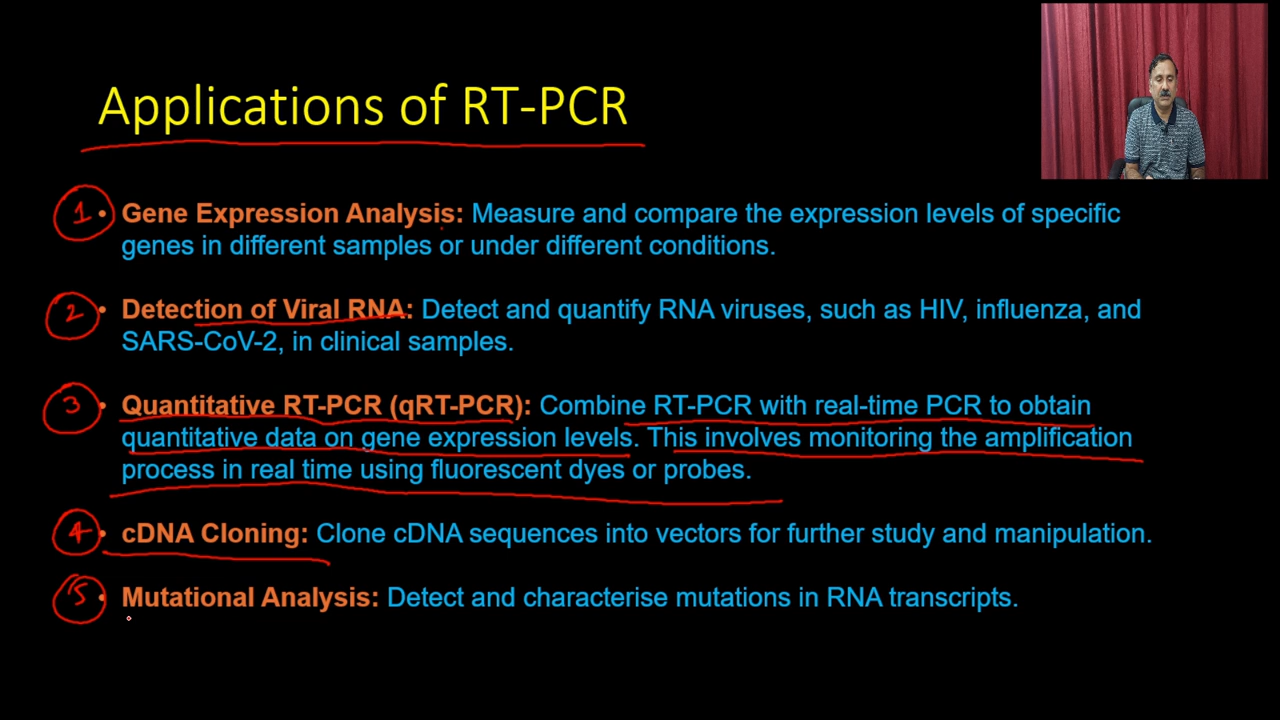 Applications of RT-PCR
1 • Gene Expression Analysis: Measure and compare the expression levels of specific
genes in different samples or under different conditions.
2 • Detection of Viral RNA: Detect and quantify RNA viruses, such as HIV, influenza, and
SARS-CoV-2, in clinical samples.
3 • Quantitative RT-PCR (qRT-PCR): Combine RT-PCR with real-time PCR to obtain
quantitative data on gene expression levels. This involves monitoring the amplification
process in real time using fluorescent dyes or probes.
4 • cDNA Cloning: Clone cDNA sequences into vectors for further study and manipulation.
5 • Mutational Analysis: Detect and characterise mutations in RNA transcripts.